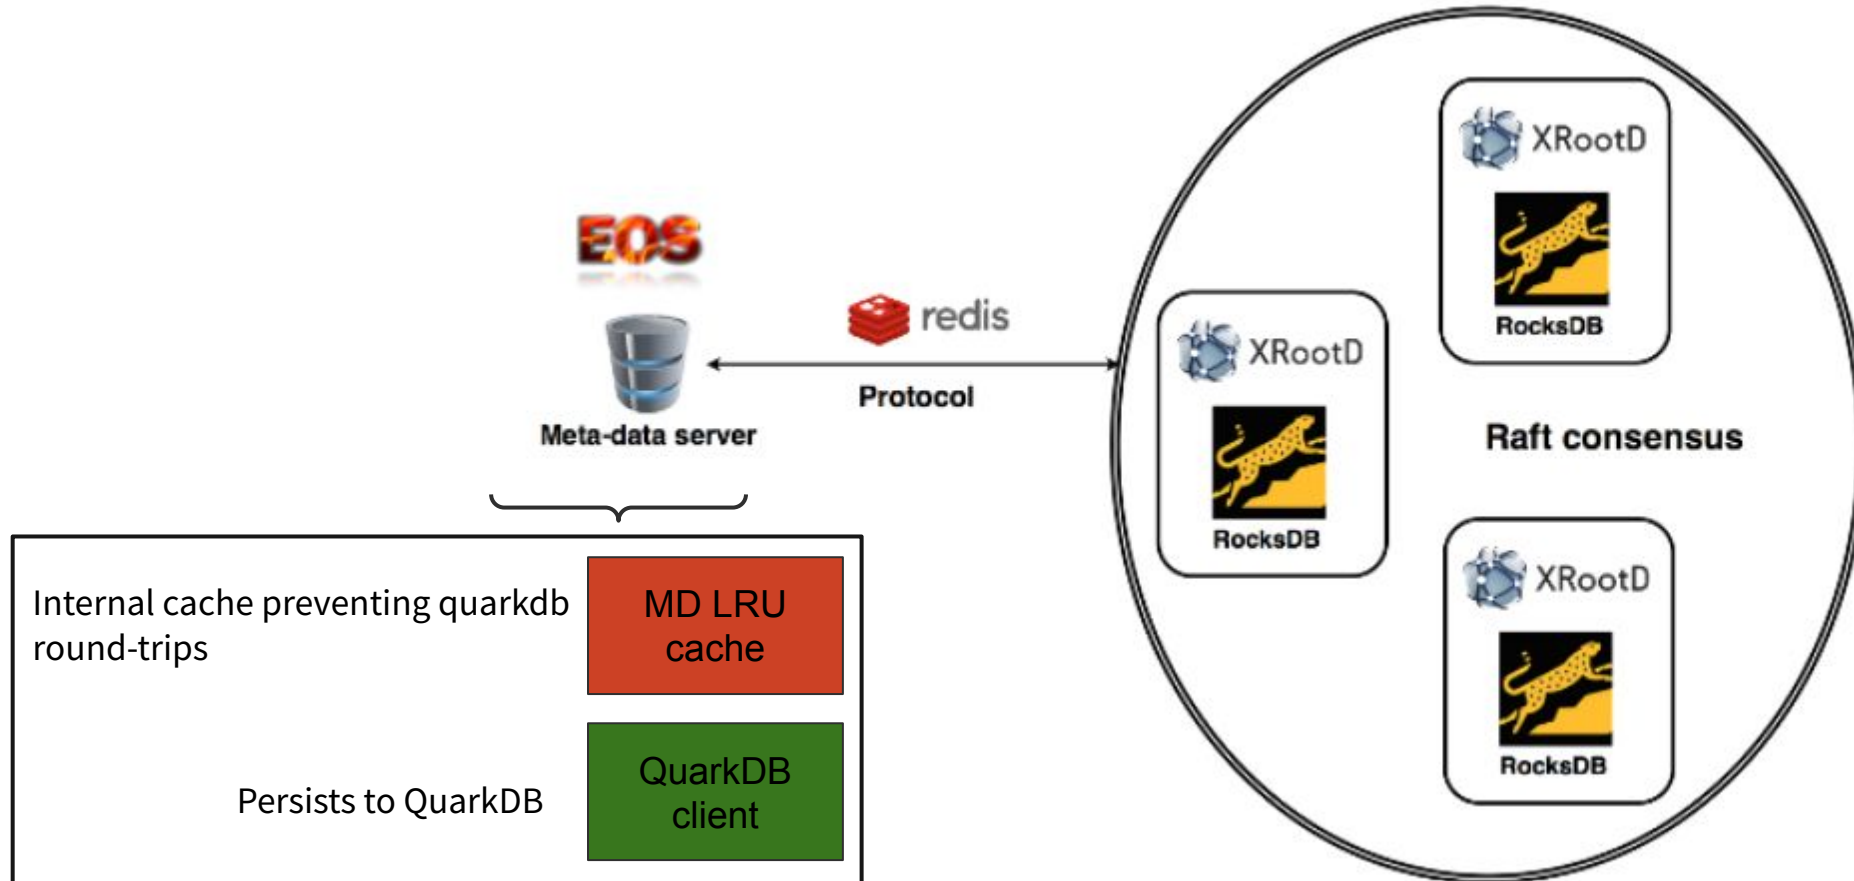 EOS
Meta-data server
redis
Protocol
XRootD
RocksDB
XRootD
RocksDB
Raft consensus
XRootD
RocksDB
Internal cache preventing quarkdb
round-trips
MD LRU
cache
Persists to QuarkDB
QuarkDB
client